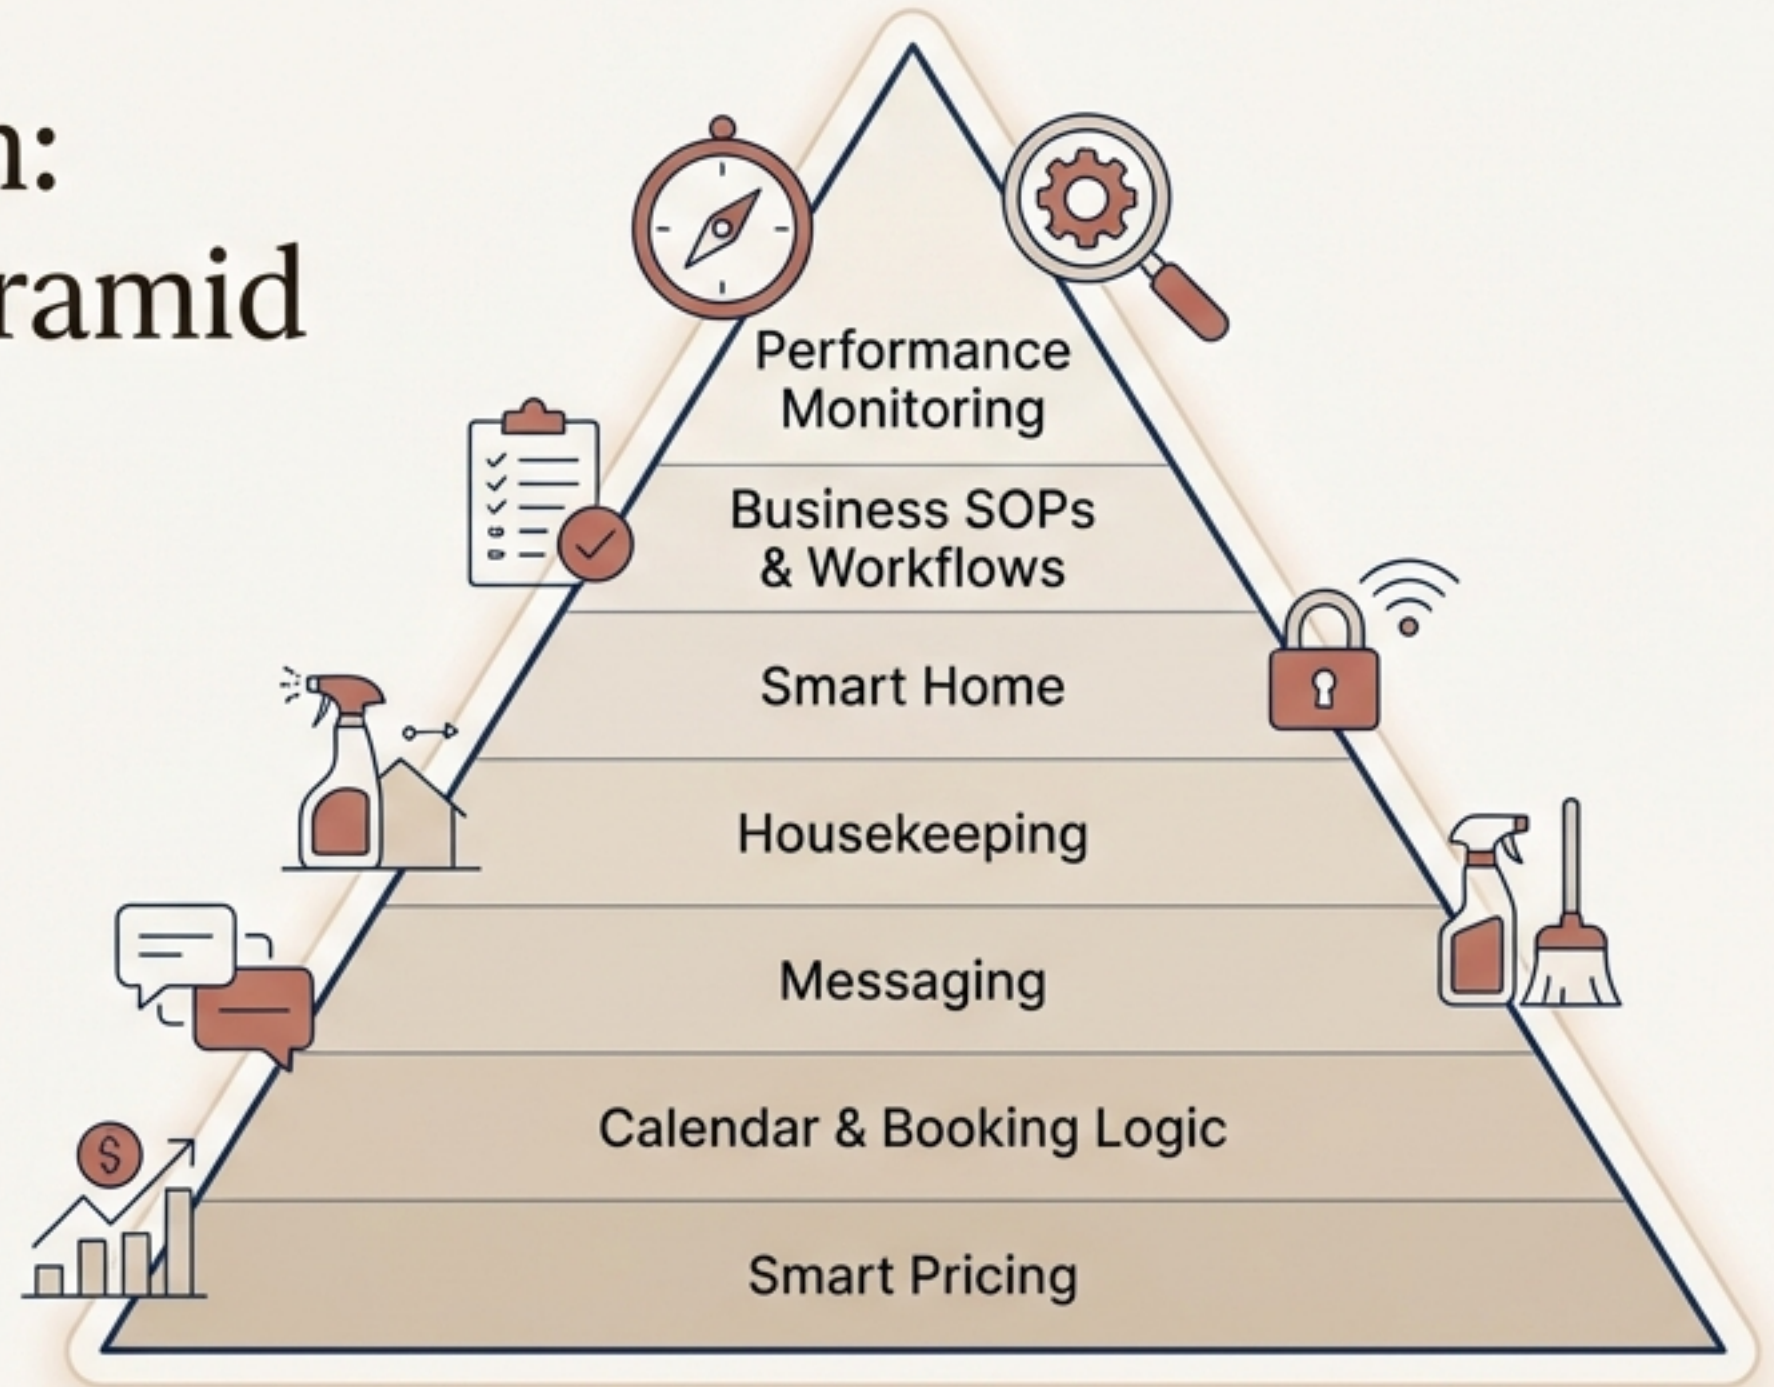 n:
ramid
Performance
Monitoring
Business SOPs
& Workflows
Smart Home
Housekeeping
Messaging
Calendar & Booking Logic
$
Smart Pricing